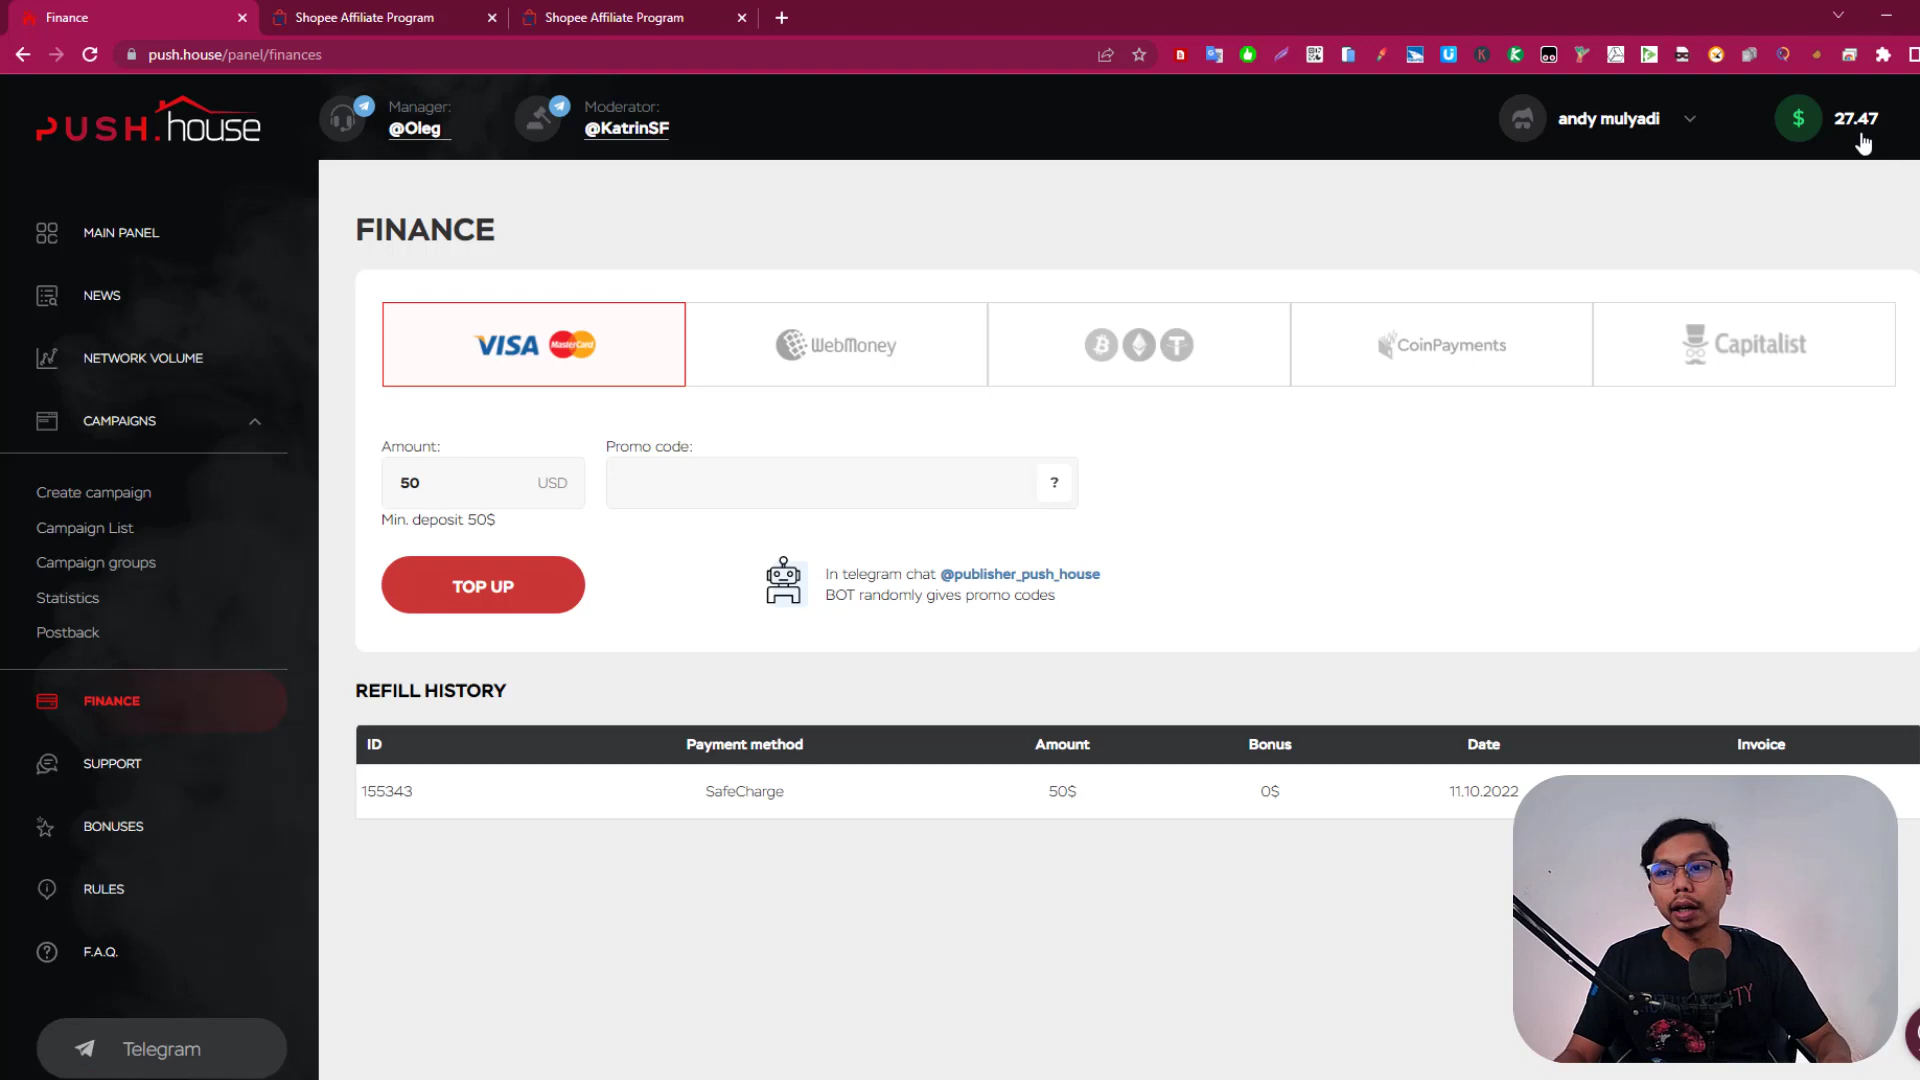 Finance
Shopee Affiliate Program
Shopee Affiliate Program
push.house/panel/finances
PUSH.house
Manager:
@Oleg
Moderator:
@KatrinSF
andy mulyadi
$
27.47
MAIN PANEL
NEWS
NETWORK VOLUME
CAMPAIGNS
Create campaign
Campaign List
Campaign groups
Statistics
Postback
FINANCE
SUPPORT
BONUSES
RULES
F.A.Q.
Telegram
FINANCE
VISA MasterCard
WebMoney
CoinPayments
Capitalist
Amount:
Promo code:
50 USD
?
Min. deposit 50$
TOP UP
In telegram chat @publisher_push_house
BOT randomly gives promo codes
REFILL HISTORY
ID Payment method Amount Bonus Date Invoice
155343 SafeCharge 50$ 0$ 11.10.2022